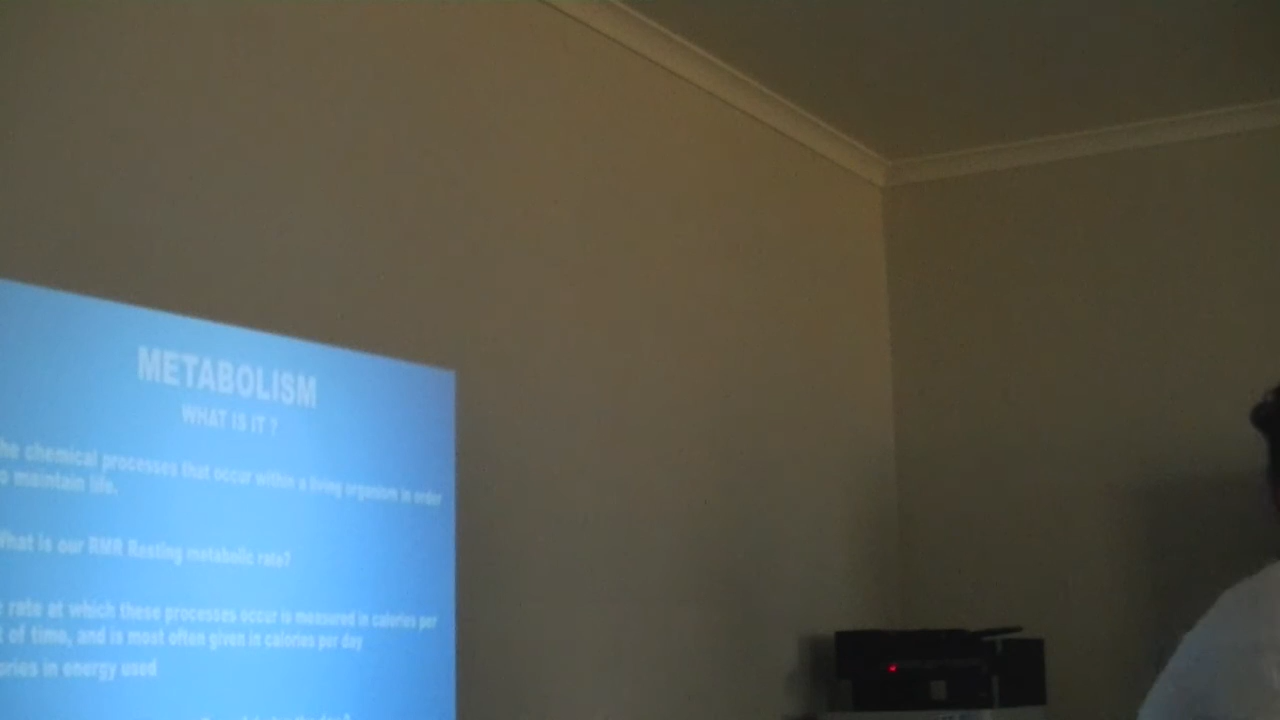 METABOLISM
WHAT IS IT ?
he chemical processes that occur within a living organism in order
o maintain life.
What is our RMR Resting metabolic rate?
rate at which these processes occur is measured in calories per
t of time, and is most often given in calories per day
ories in energy used